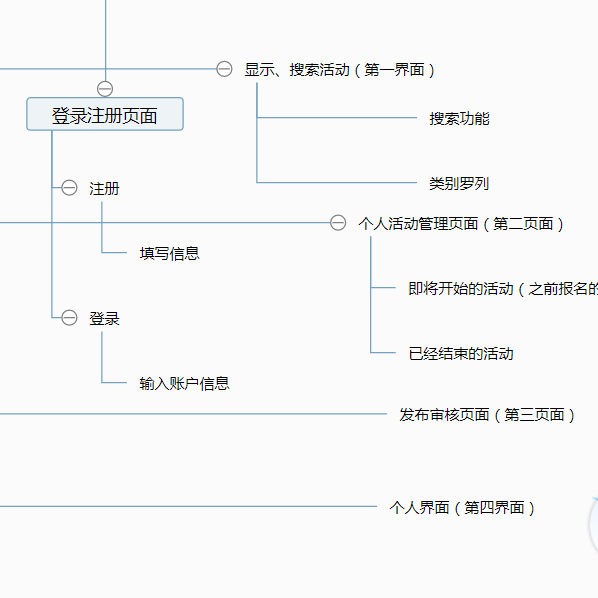 显示、搜索活动（第一界面）
登录注册页面
搜索功能
类别罗列
注册
个人活动管理页面（第二页面）
填写信息
即将开始的活动（之前报名的
登录
已经结束的活动
输入账户信息
发布审核页面（第三页面）
个人界面（第四界面）